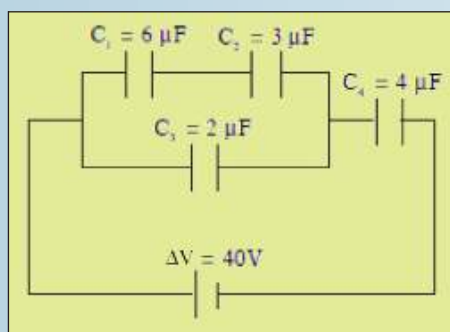 C₁ = 6 μF
C₂ = 3 μF
C₄ = 4 μF
C₃ = 2 μF
ΔV = 40V